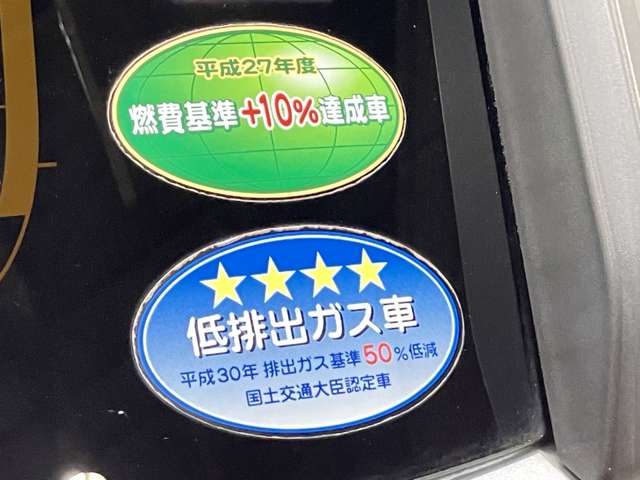 平成27年度
燃費基準+10%達成車
低排出ガス車
平成30年 排出ガス基準50%低減
国土交通大臣認定車